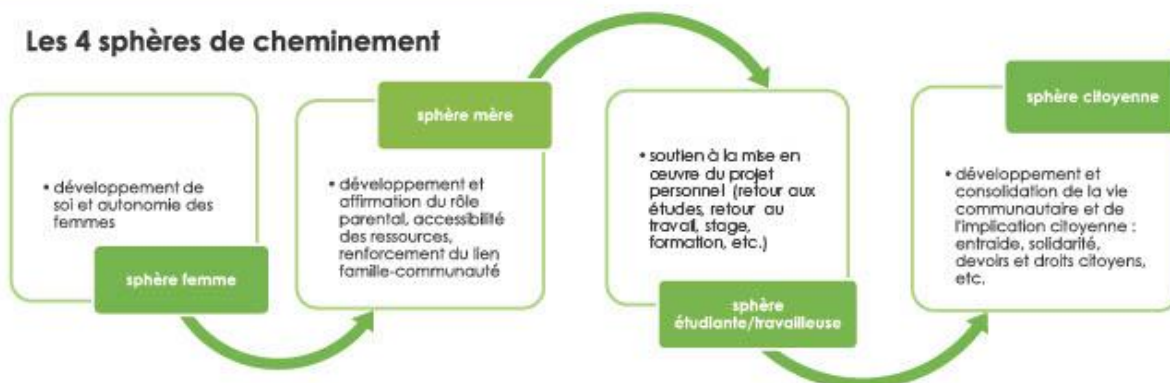 Les 4 sphères de cheminement
• développement de
soi et autonomie des
femmes
sphère femme
sphère mère
• développement et
affirmation du rôle
parental, accessibilité
des ressources,
renforcement du lien
famille-communauté
• soutien à la mise en
œuvre du projet
personnel (retour aux
études, retour au
travail, stage,
formation, etc.)
sphère
étudiante/travailleuse
sphère citoyenne
• développement et
consolidation de la vie
communautaire et de
l'implication citoyenne :
entraide, solidarité,
devoirs et droits citoyens,
etc.